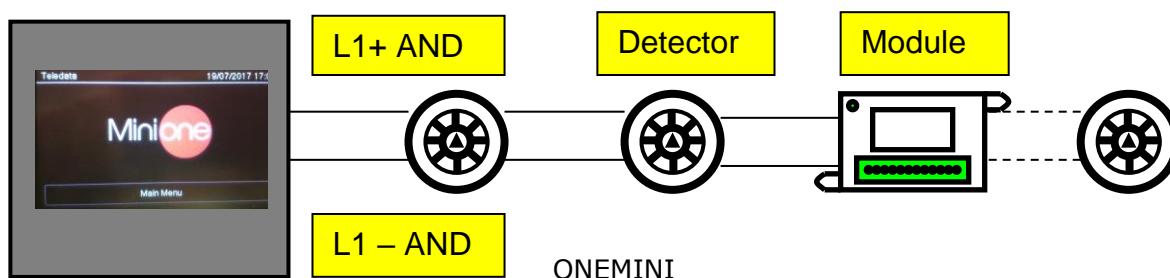 L1+ AND
Detector
Module
Teledata 19/07/2017 17:
Minione
Main Menu
L1 – AND
ONEMINI